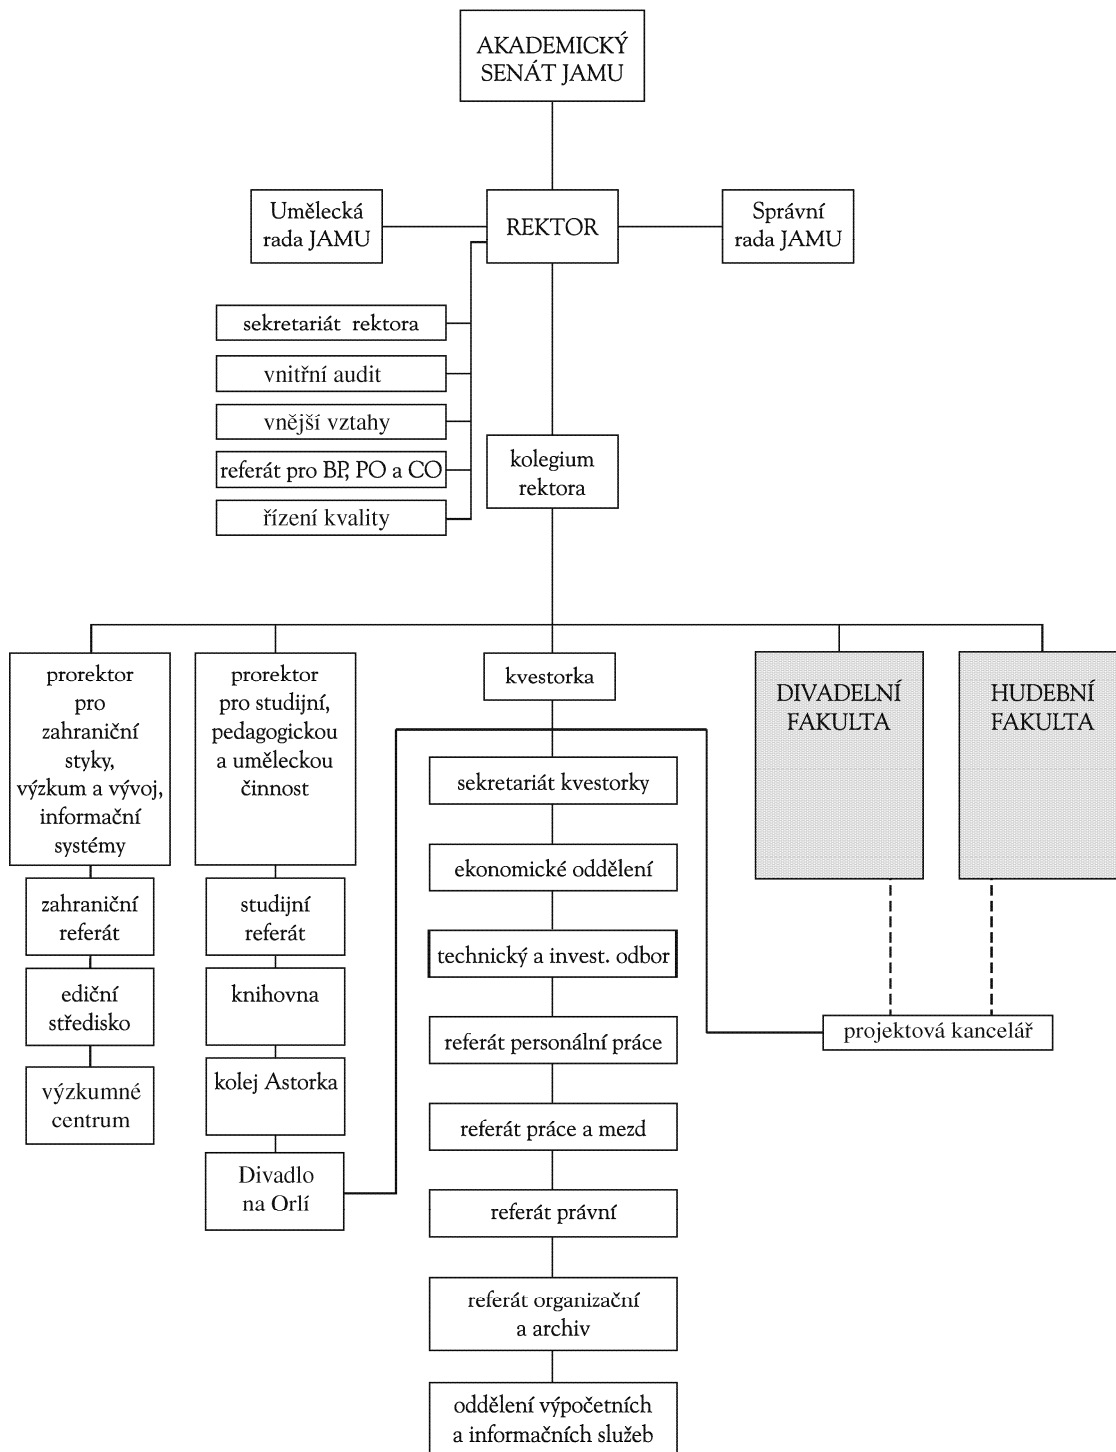 AKADEMICKÝ
SENÁT JAMU
Umělecká
rada JAMU
REKTOR
Správní
rada JAMU
sekretariát rektora
vnitřní audit
vnější vztahy
referát pro BP, PO a CO
řízení kvality
kolegium
rektora
prorektor
pro
zahraniční
styky,
výzkum a vývoj,
informační
systémy
zahraniční
referát
ediční
středisko
výzkumné
centrum
prorektor
pro studijní,
pedagogickou
a uměleckou
činnost
studijní
referát
knihovna
kolej Astorka
Divadlo
na Orlí
kvestorka
sekretariát kvestorky
ekonomické oddělení
technický a invest. odbor
referát personální práce
referát práce a mezd
referát právní
referát organizační
a archiv
oddělení výpočetních
a informačních služeb
DIVADELNÍ
FAKULTA
HUDEBNÍ
FAKULTA
projektová kancelář